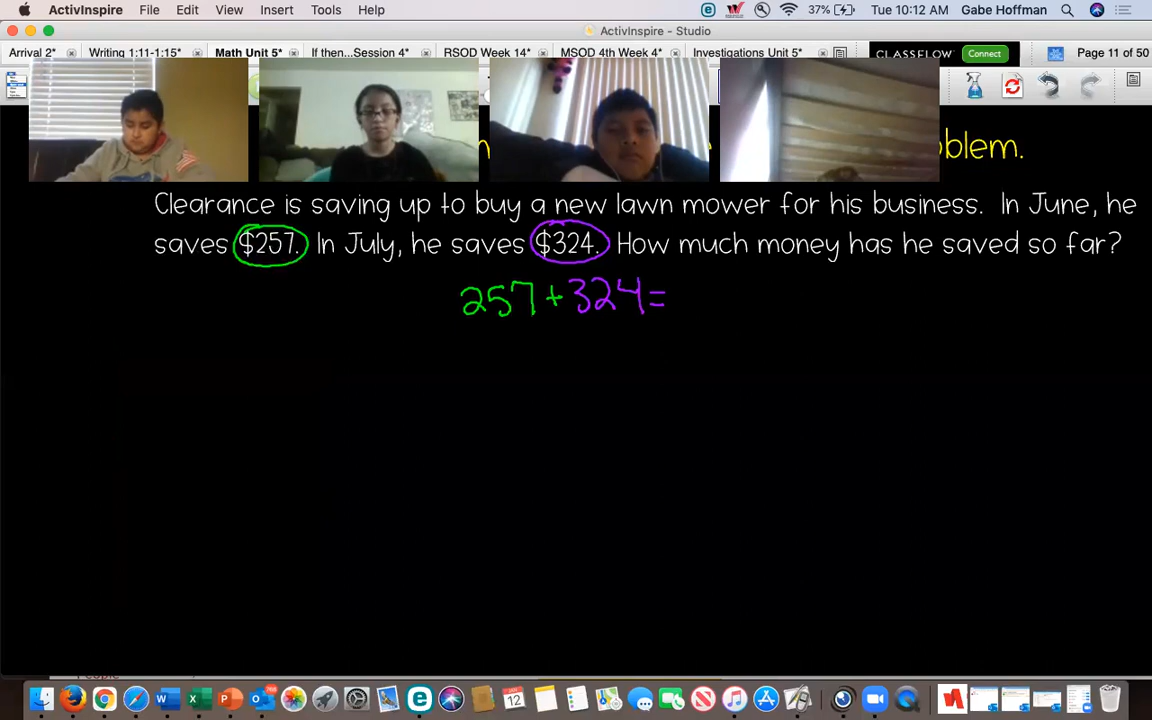 ActivInspire File Edit View Insert Tools Help 37% Tue 10:12 AM Gabe Hoffman
ActivInspire - Studio
Arrival 2* Writing 1:11-1:15* Math Unit 5* If then...Session 4* RSOD Week 14* MSOD 4th Week 4* Investigations Unit 5* CLASSFLOW Connect Page 11 of 50
oblem.
Clearance is saving up to buy a new lawn mower for his business. In June, he
saves $257. In July, he saves $324. How much money has he saved so far?
257+324=